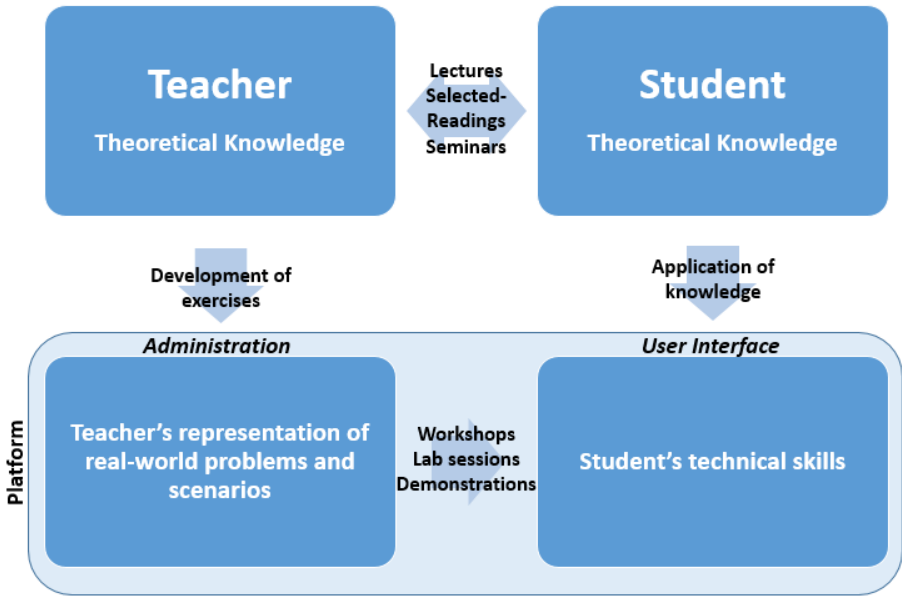 Teacher
Theoretical Knowledge
Lectures
Selected-
Readings
Seminars
Student
Theoretical Knowledge
Development of
exercises
Application of
knowledge
Platform
Administration
Teacher’s representation of
real-world problems and
scenarios
Workshops
Lab sessions
Demonstrations
User Interface
Student’s technical skills